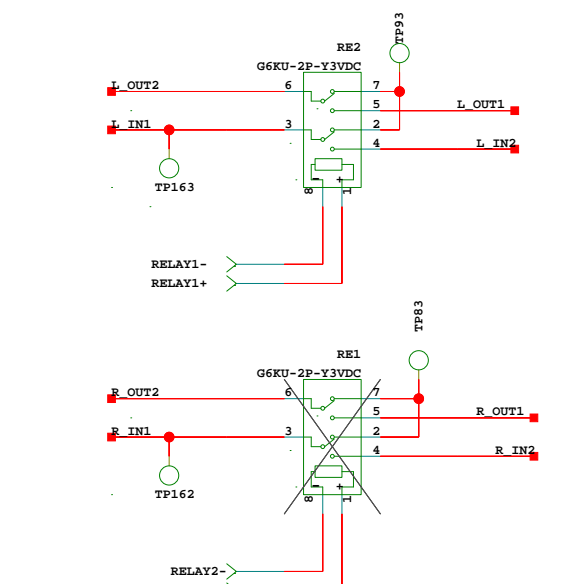 TP93
RE2
G6KU-2P-Y3VDC
L_OUT2 6 7
5 L_OUT1
L_IN1 3 2
4 L_IN2
TP163
- +
8 1
RELAY1-
RELAY1+
TP83
RE1
G6KU-2P-Y3VDC
R_OUT2 6 7
5 R_OUT1
R_IN1 3 2
4 R_IN2
TP162
- +
8 1
RELAY2-